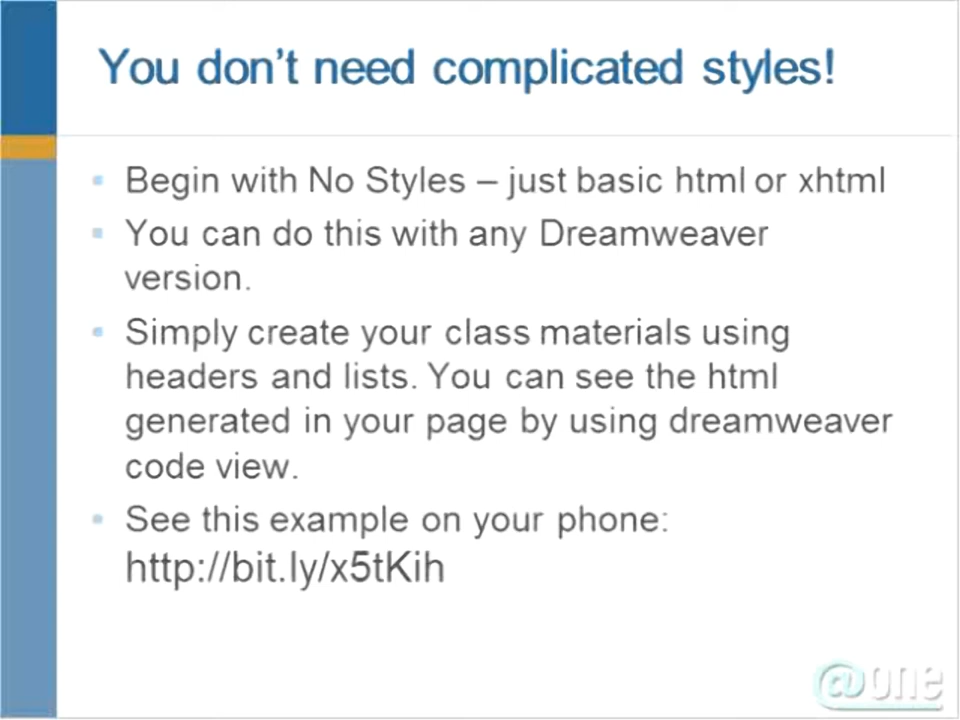 You don't need complicated styles!
Begin with No Styles – just basic html or xhtml
You can do this with any Dreamweaver
version.
Simply create your class materials using
headers and lists. You can see the html
generated in your page by using dreamweaver
code view.
See this example on your phone:
http://bit.ly/x5tKih
@one